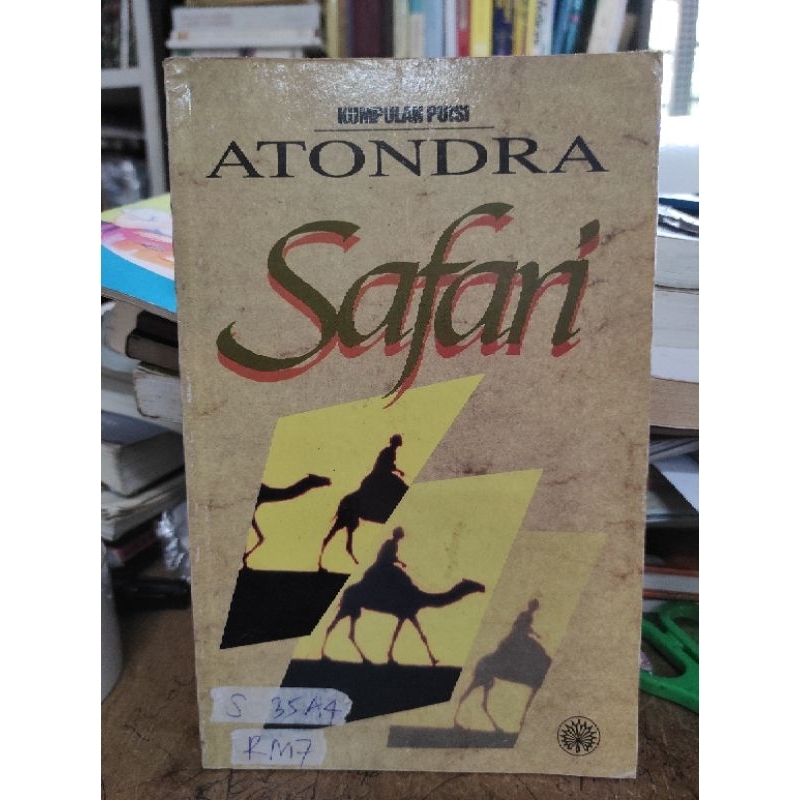 KUMPULAN PUISI
ATONDRA
Safari
S 35A4
RM7